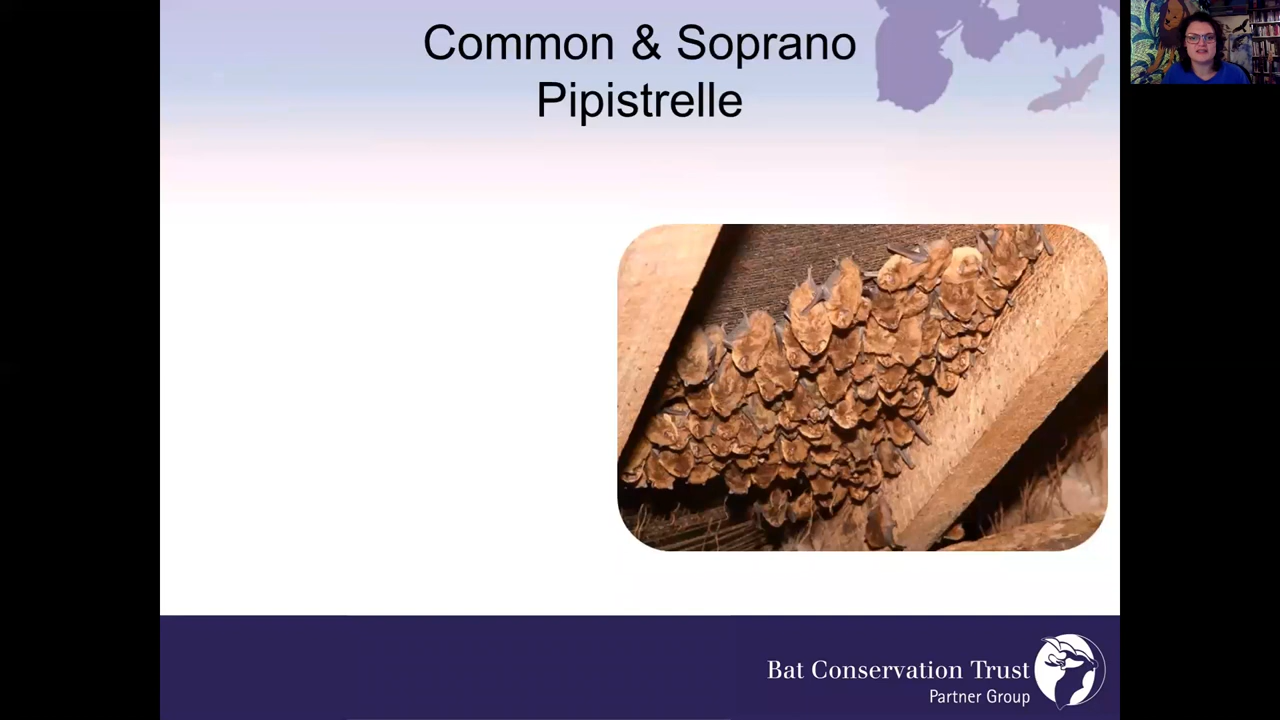 Common & Soprano
Pipistrelle
Bat Conservation Trust
Partner Group